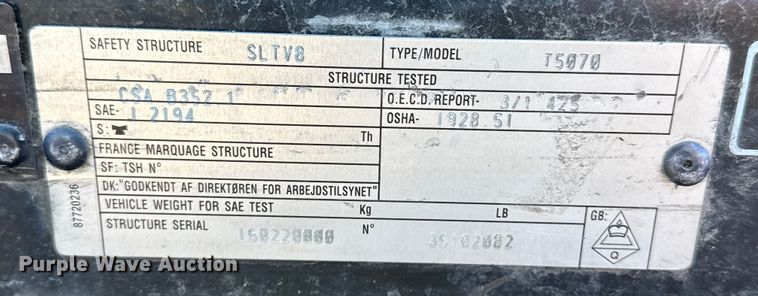 SAFETY STRUCTURE SLTV8 TYPE/MODEL T5070
STRUCTURE TESTED
CSA B352 1 O.E.C.D. REPORT- 3/1 425
SAE- J 2194 OSHA- 1928.51
S: Th
FRANCE MARQUAGE STRUCTURE
SF: TSH N°
DK:"GODKENDT AF DIREKTØREN FOR ARBEJDSTILSYNET"
VEHICLE WEIGHT FOR SAE TEST Kg LB GB:
STRUCTURE SERIAL N° Q
87720236
Purple Wave Auction